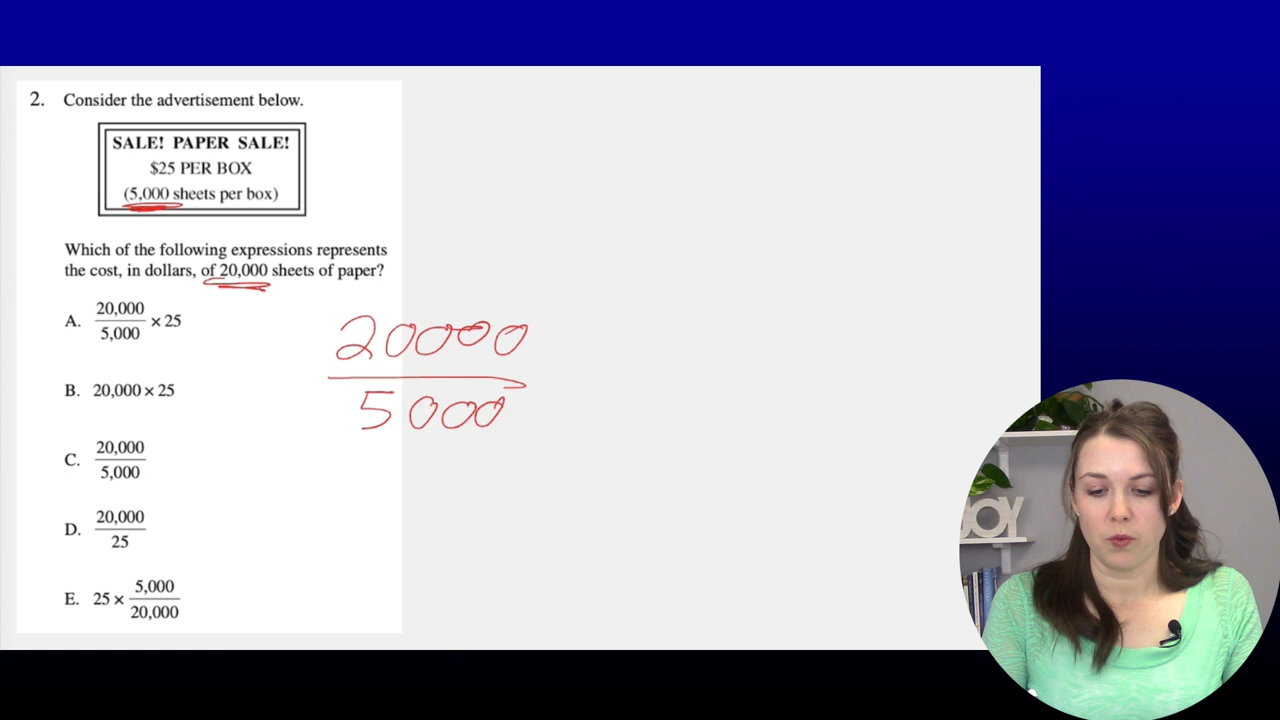 2. Consider the advertisement below.
SALE! PAPER SALE!
$25 PER BOX
(5,000 sheets per box)
Which of the following expressions represents
the cost, in dollars, of 20,000 sheets of paper?
A. 20,000/5,000 × 25
B. 20,000 × 25
C. 20,000/5,000
D. 20,000/25
E. 25 × 5,000/20,000
20000
5000
JOY